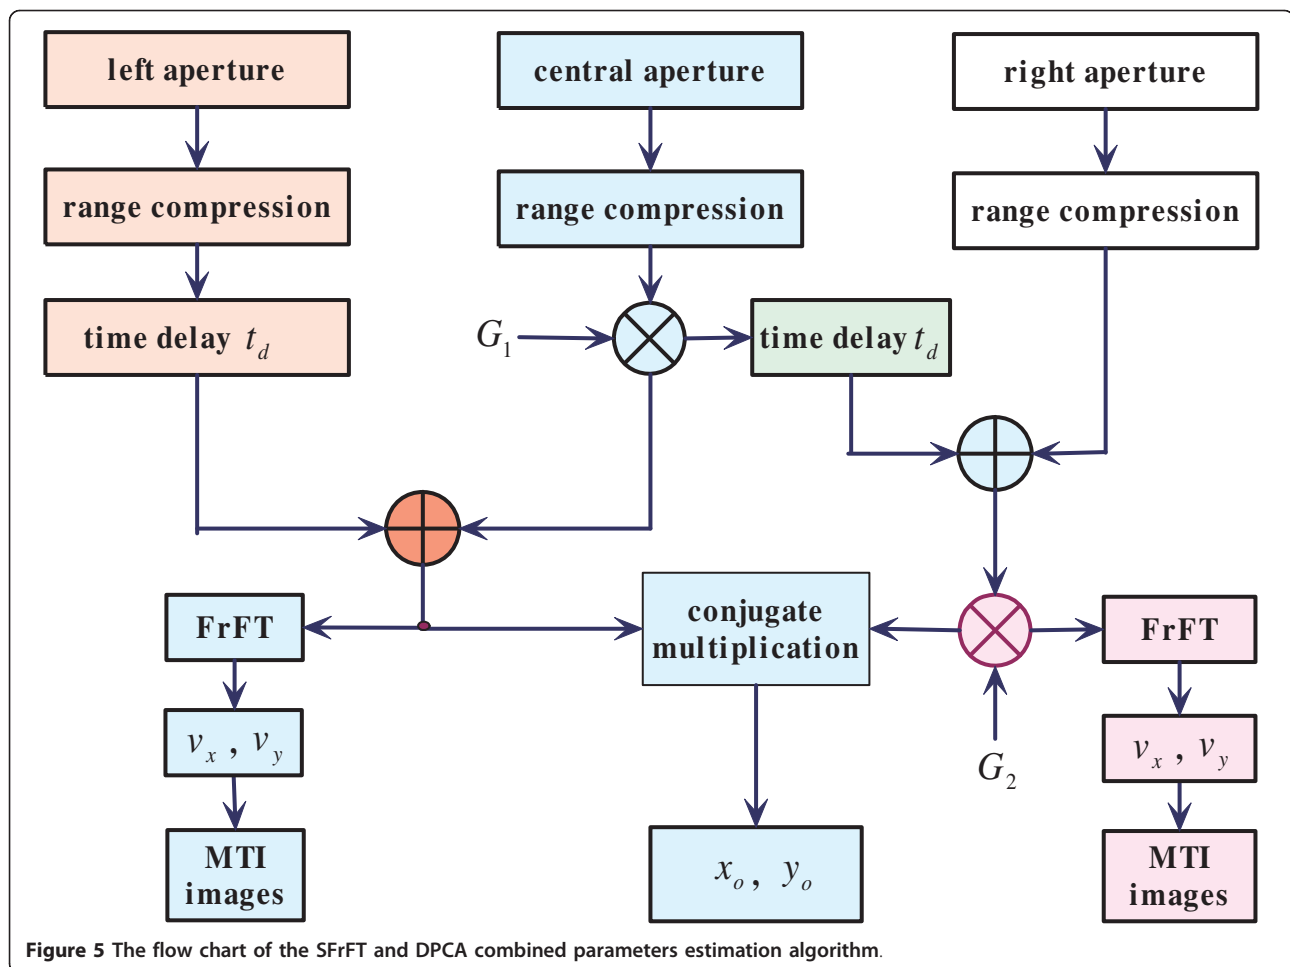 left aperture
central aperture
right aperture
range compression
range compression
range compression
time delay t_d
G_1
time delay t_d
FrFT
conjugate
multiplication
FrFT
v_x , v_y
v_x , v_y
G_2
MTI
images
x_o , y_o
MTI
images
Figure 5 The flow chart of the SFrFT and DPCA combined parameters estimation algorithm.